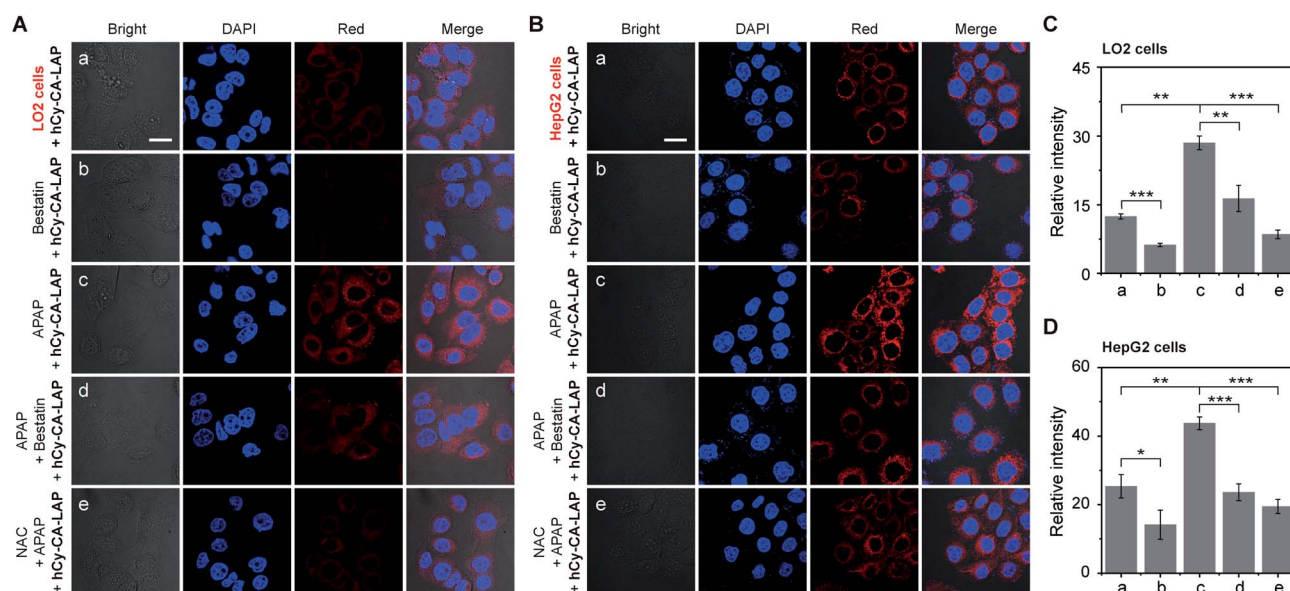 A
Bright DAPI Red Merge
LO2 cells
+ hCy-CA-LAP
a
Bestatin
+ hCy-CA-LAP
b
APAP
+ hCy-CA-LAP
c
APAP
+ Bestatin
+ hCy-CA-LAP
d
NAC
+ APAP
+ hCy-CA-LAP
e
B
Bright DAPI Red Merge
HepG2 cells
+ hCy-CA-LAP
a
Bestatin
+ hCy-CA-LAP
b
APAP
+ hCy-CA-LAP
c
APAP
+ Bestatin
+ hCy-CA-LAP
d
NAC
+ APAP
+ hCy-CA-LAP
e
C
LO2 cells
Relative intensity
45
30
15
0
** ***
**
***
a b c d e
D
HepG2 cells
Relative intensity
60
40
20
0
** ***
***
*
a b c d e